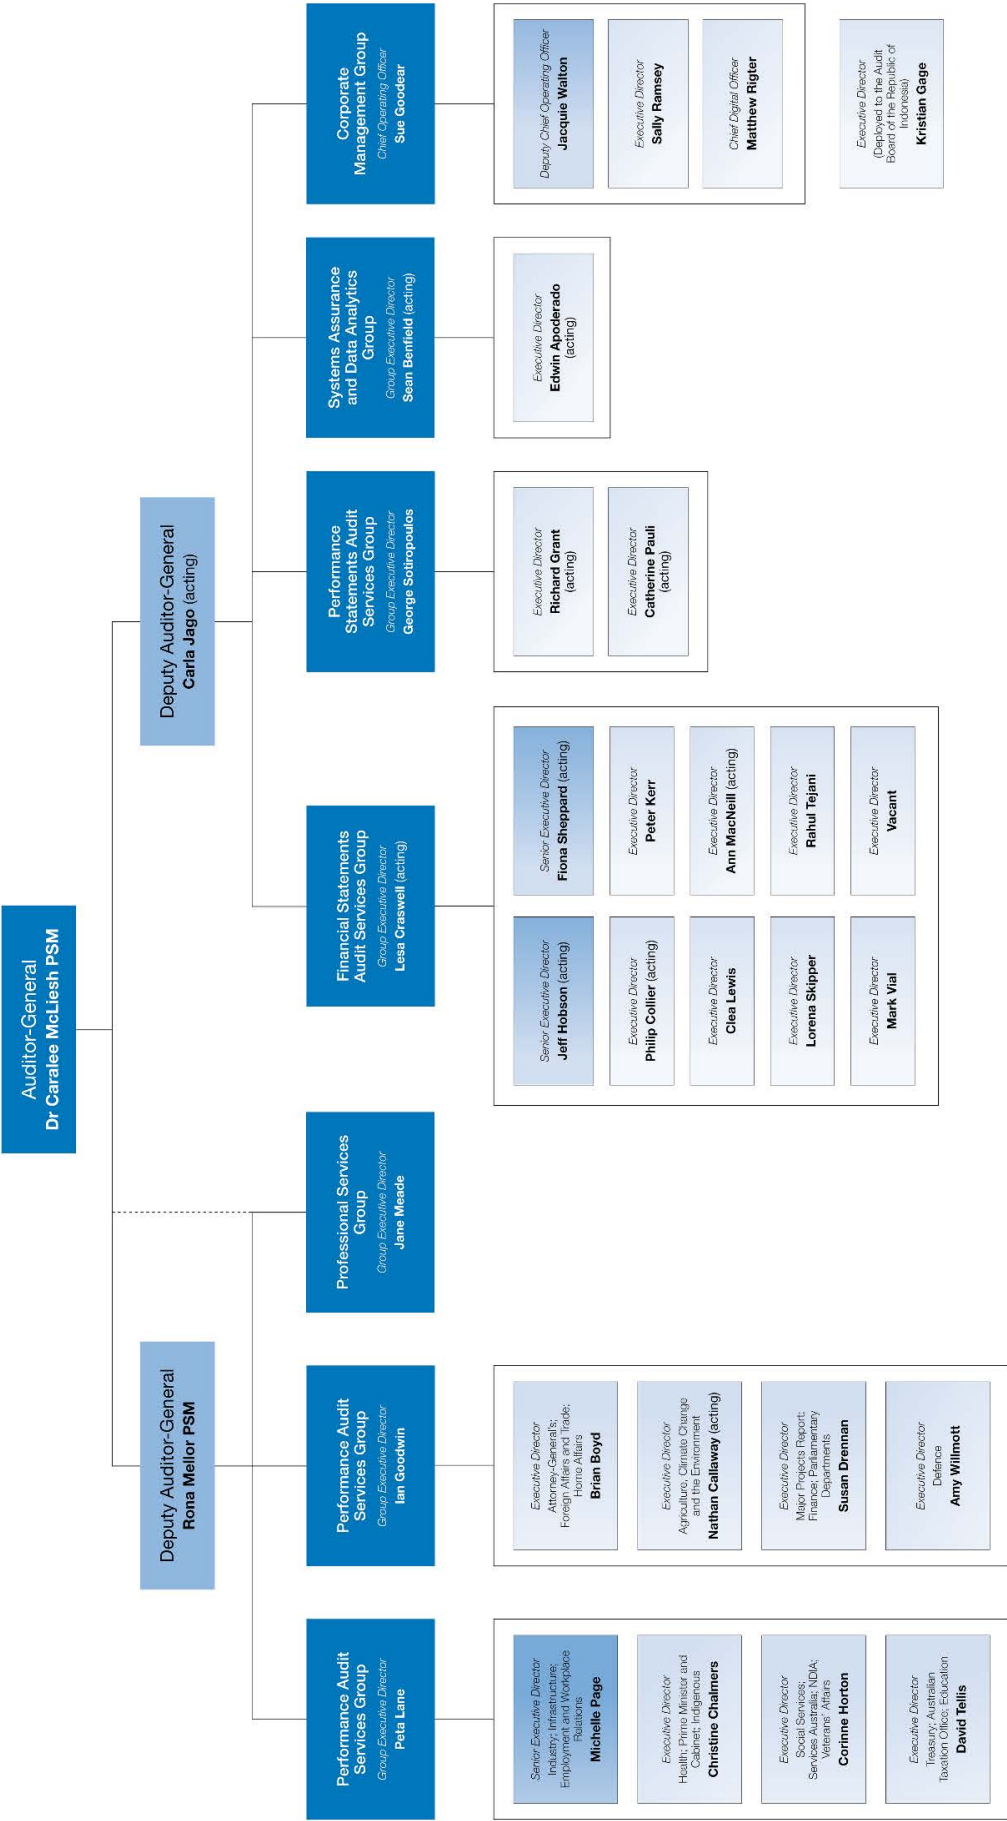 Auditor-General
Dr Caralee McLiesh PSM
Deputy Auditor-General
Rona Mellor PSM
Deputy Auditor-General
Carla Jago (acting)
Performance Audit
Services Group
Group Executive Director
Peta Lane
Performance Audit
Services Group
Group Executive Director
Ian Goodwin
Professional Services
Group
Group Executive Director
Jane Meade
Financial Statements
Audit Services Group
Group Executive Director
Lesa Craswell (acting)
Performance
Statements Audit
Services Group
Group Executive Director
George Sotiropoulos
Systems Assurance
and Data Analytics
Group
Group Executive Director
Sean Benfield (acting)
Corporate
Management Group
Chief Operating Officer
Sue Goodear
Senior Executive Director
Industry; Infrastructure;
Employment and Workplace
Relations
Michelle Page
Executive Director
Health; Prime Minister and
Cabinet; Indigenous
Christine Chalmers
Executive Director
Social Services;
Services Australia; NDIA;
Veterans' Affairs
Corinne Horton
Executive Director
Treasury; Australian
Taxation Office; Education
David Tellis
Executive Director
Attorney-General's;
Foreign Affairs and Trade;
Home Affairs
Brian Boyd
Executive Director
Agriculture, Climate Change
and the Environment
Nathan Callaway (acting)
Executive Director
Major Projects Report;
Finance; Parliamentary
Departments
Susan Drennan
Executive Director
Defence
Amy Willmott
Senior Executive Director
Jeff Hobson (acting)
Executive Director
Philip Collier (acting)
Executive Director
Clea Lewis
Executive Director
Lorena Skipper
Executive Director
Mark Vial
Senior Executive Director
Fiona Sheppard (acting)
Executive Director
Peter Kerr
Executive Director
Ann MacNeill (acting)
Executive Director
Rahul Tejani
Executive Director
Vacant
Executive Director
Richard Grant
(acting)
Executive Director
Catherine Pauli
(acting)
Executive Director
Edwin Apoderado
(acting)
Deputy Chief Operating Officer
Jacquie Walton
Executive Director
Sally Ramsey
Chief Digital Officer
Matthew Rigter
Executive Director
(Deployed to the Audit
Board of the Republic of
Indonesia)
Kristian Gage